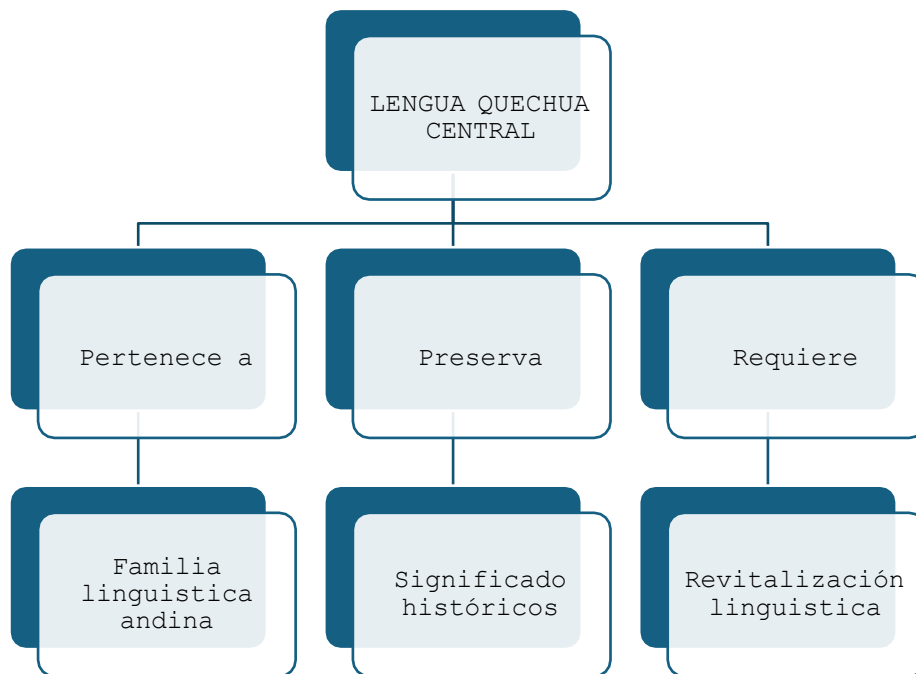 LENGUA QUECHUA
CENTRAL
Pertenece a
Preserva
Requiere
Familia
linguistica
andina
Significado
históricos
Revitalización
linguistica